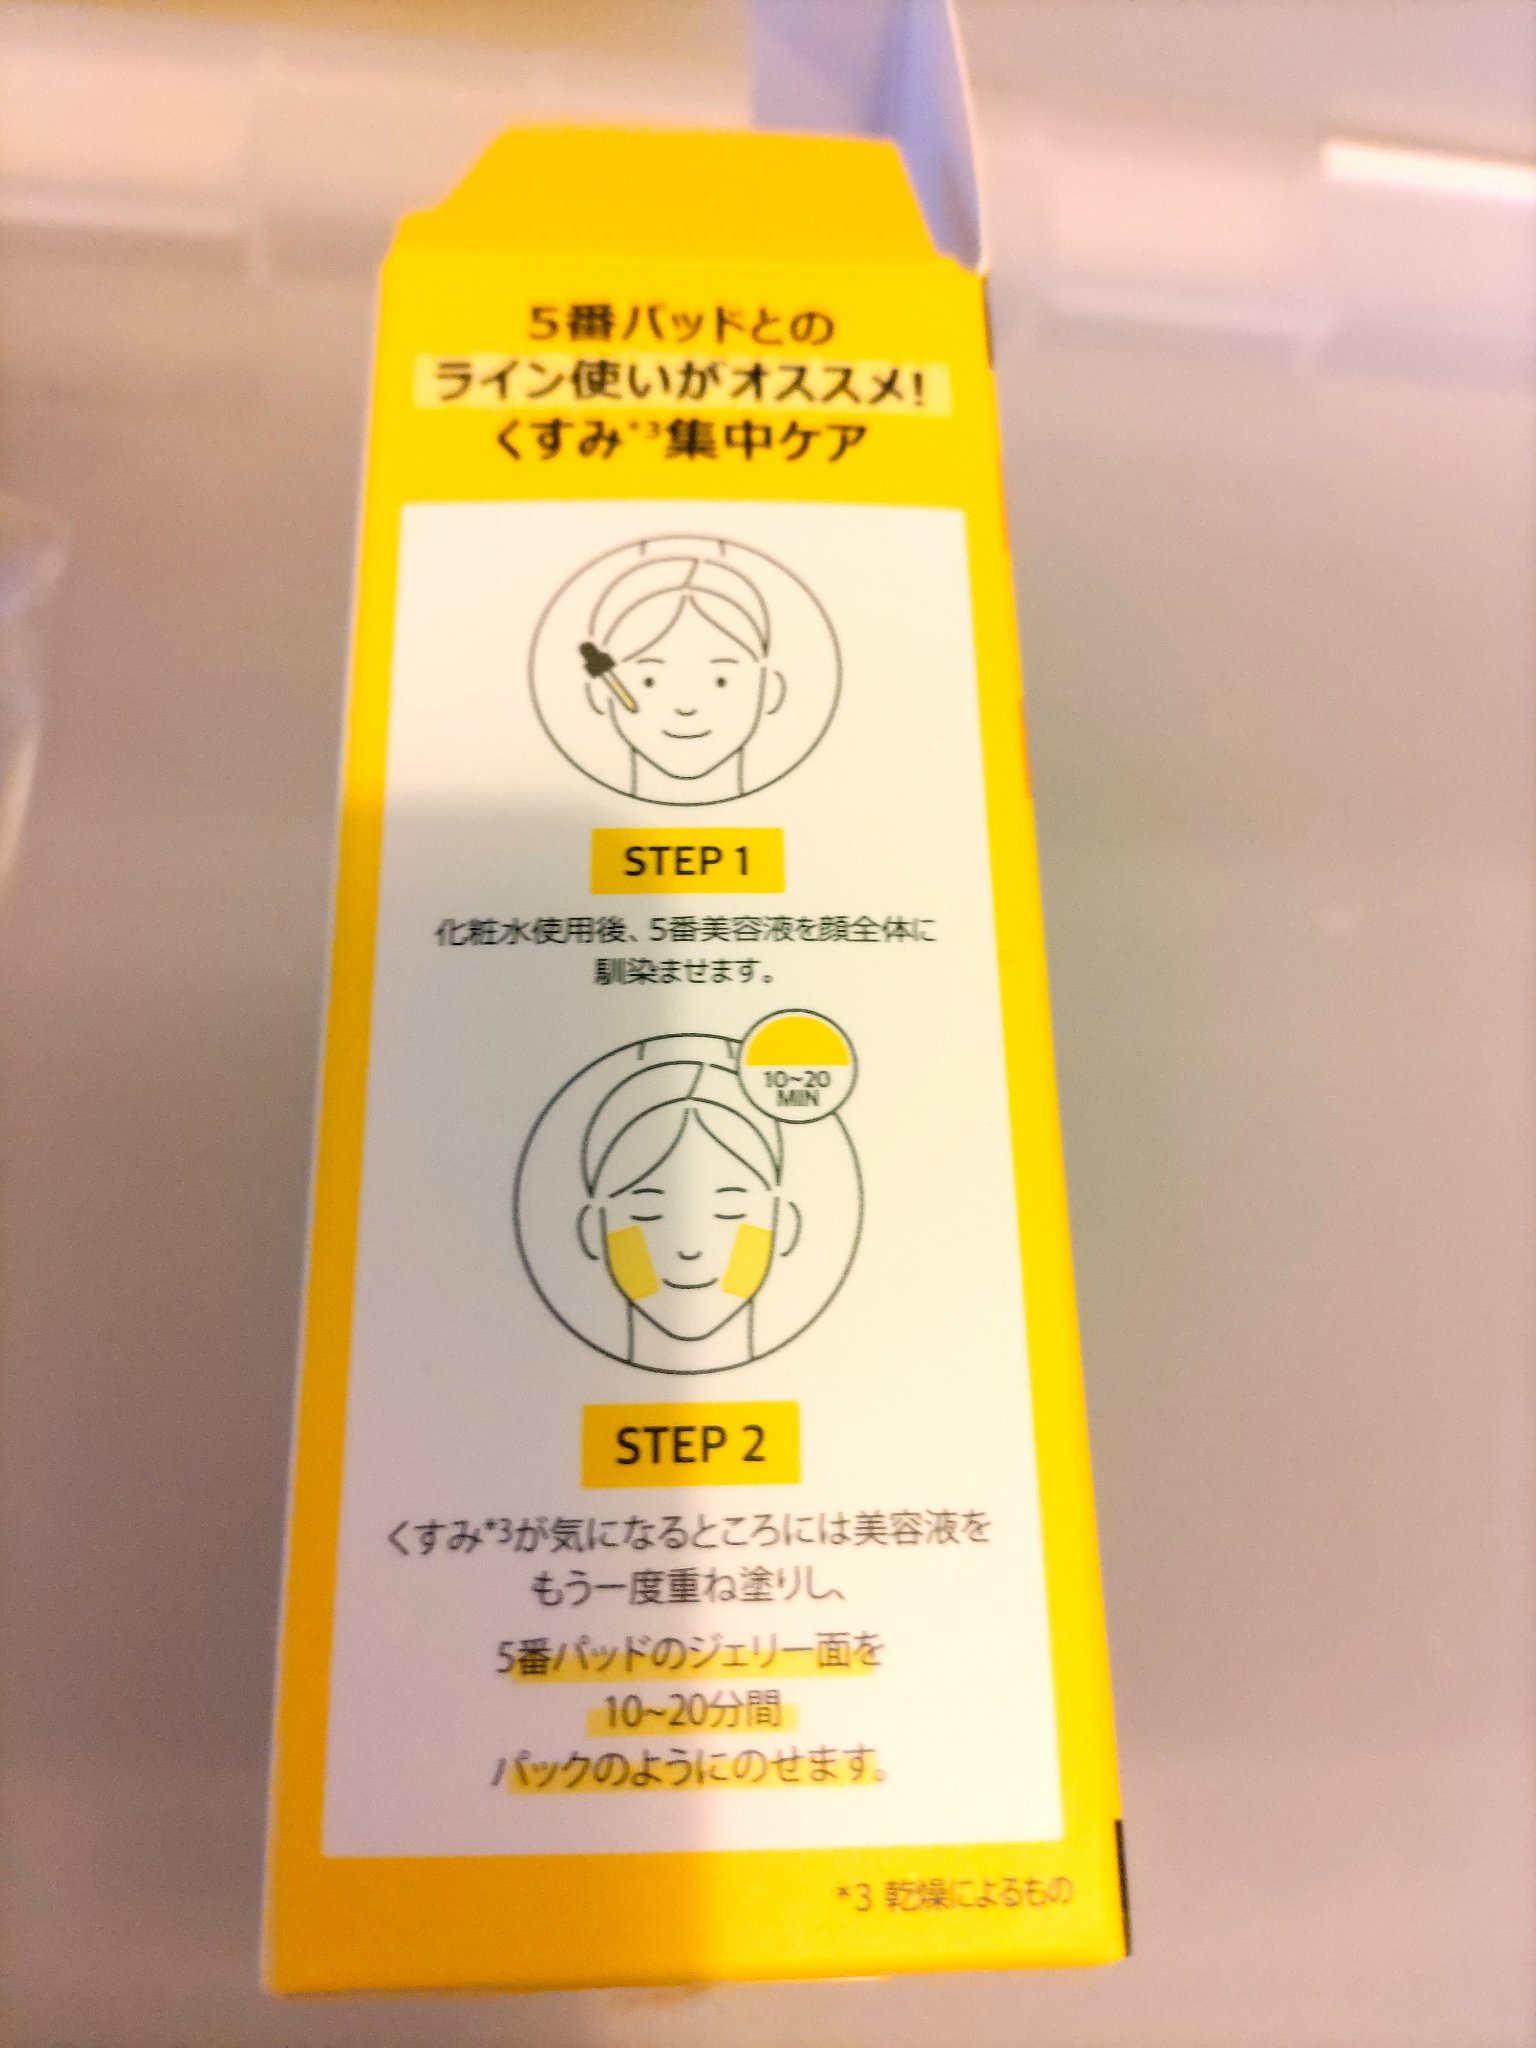 5番パッドとの
ライン使いがオススメ!
くすみ*3集中ケア
STEP 1
化粧水使用後、5番美容液を顔全体に
馴染ませます。
10~20
MIN
STEP 2
くすみ*3が気になるところには美容液を
もう一度重ね塗りし、
5番パッドのジェリー面を
10~20分間
パックのようにのせます。
*3 乾燥によるもの